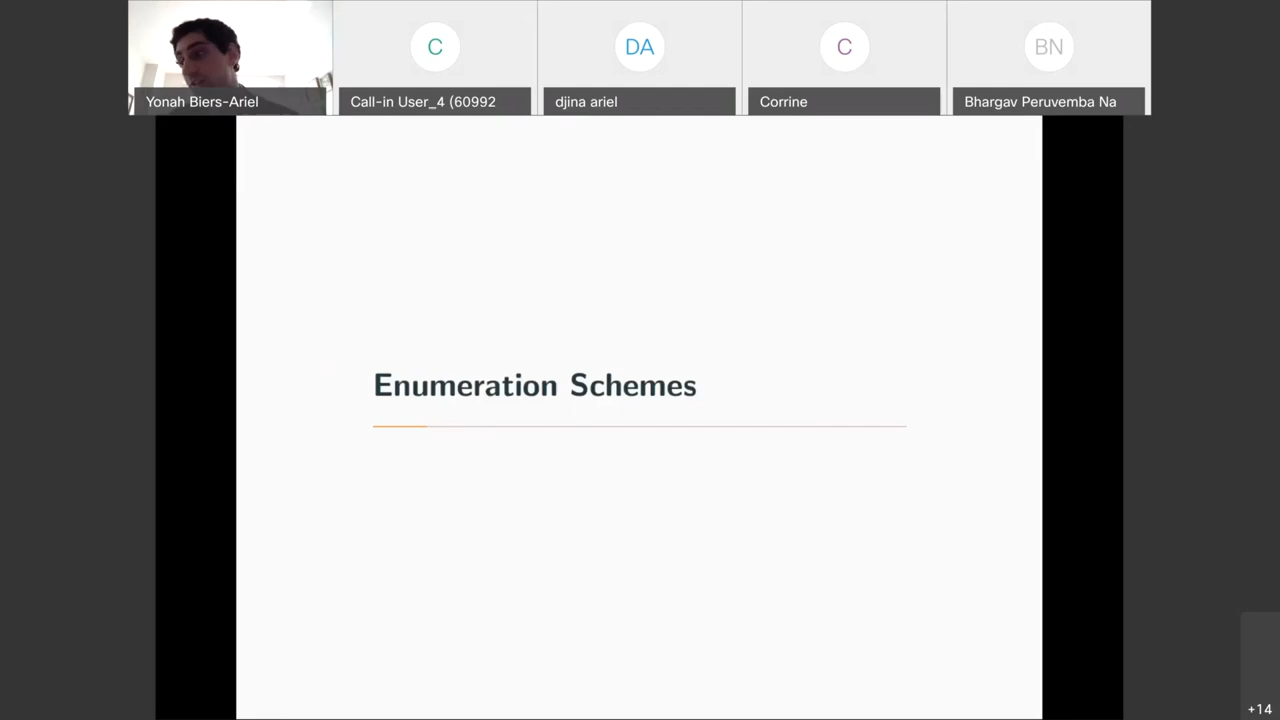 C
DA
C
BN
Yonah Biers-Ariel
Call-in User_4 (60992
djina ariel
Corrine
Bhargav Peruvemba Na
Enumeration Schemes
+14